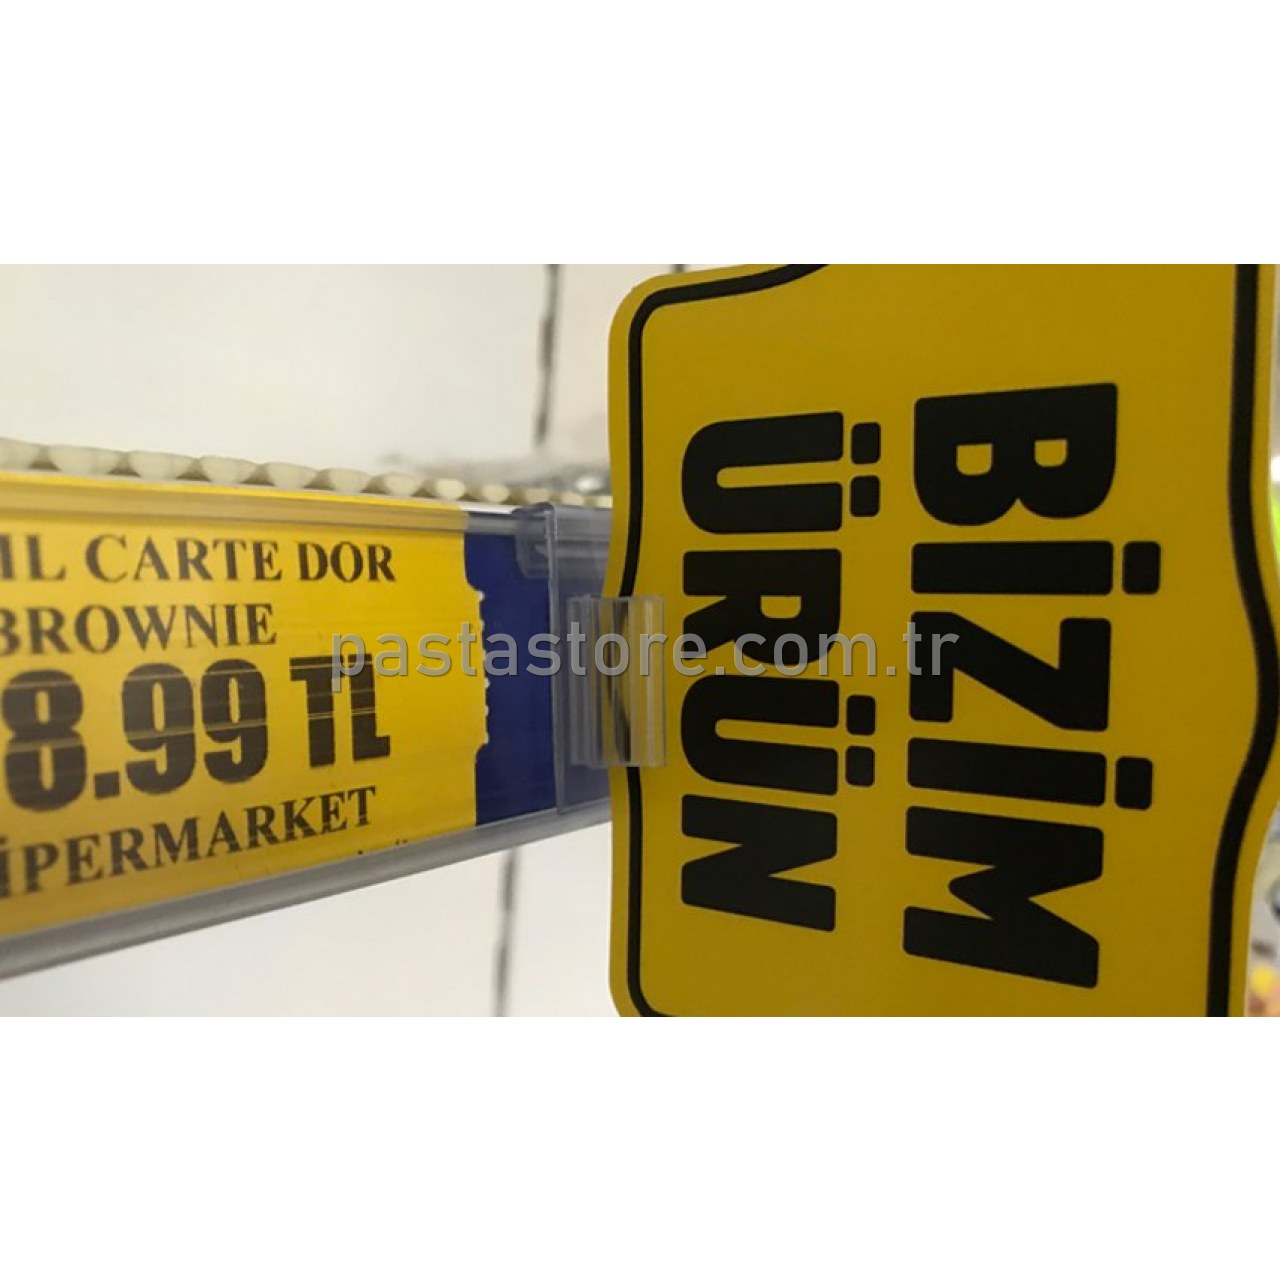 IL CARTE DOR
BROWNIE
8.99 TL
İPERMARKET
BİZİM
ÜRÜN
pastastore.com.tr